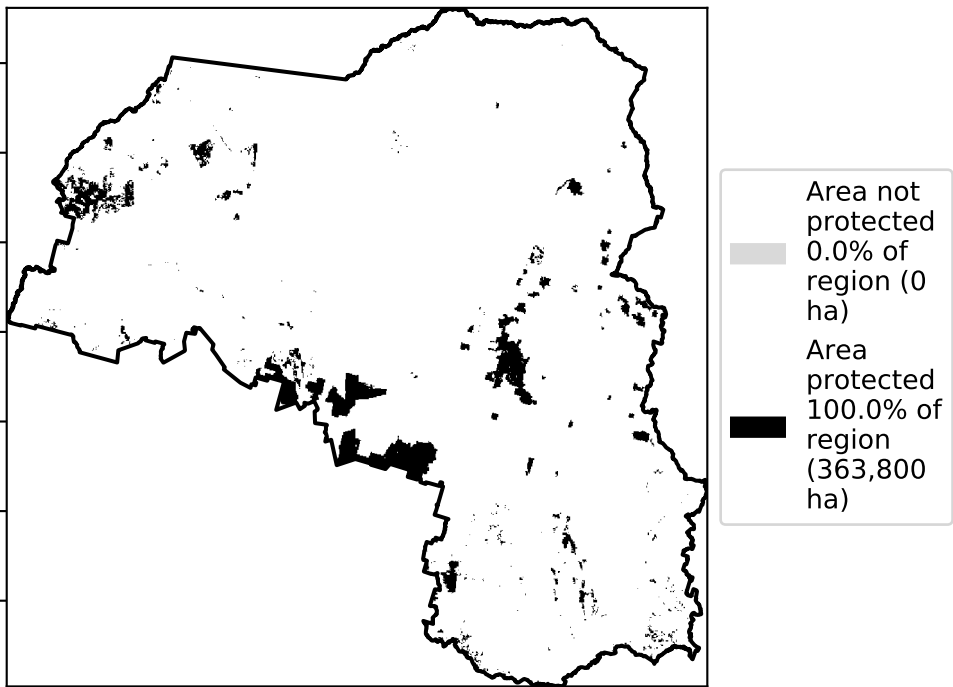 Area not
protected
0.0% of
region (0
ha)
Area
protected
100.0% of
region
(363,800
ha)